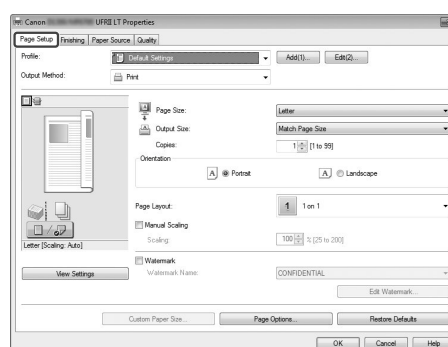 Canon UFRII LT Properties
Page Setup Finishing Paper Source Quality
Profile: Default Settings Add(1)... Edit(2)...
Output Method: Print
Page Size: Letter
Output Size: Match Page Size
Copies: 1 [1 to 99]
Orientation
A Portrait A Landscape
Page Layout: 1 1 on 1
Manual Scaling
Scaling: 100 % [25 to 200]
Letter [Scaling: Auto]
Watermark
View Settings Watermark Name: CONFIDENTIAL
Edit Watermark...
Custom Paper Size... Page Options... Restore Defaults
OK Cancel Help